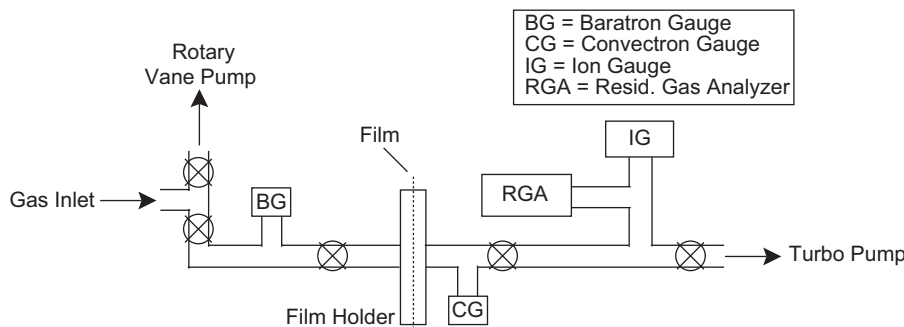 BG = Baratron Gauge
CG = Convectron Gauge
IG = Ion Gauge
RGA = Resid. Gas Analyzer
Rotary
Vane Pump
Film
IG
Gas Inlet
BG
RGA
Turbo Pump
Film Holder
CG